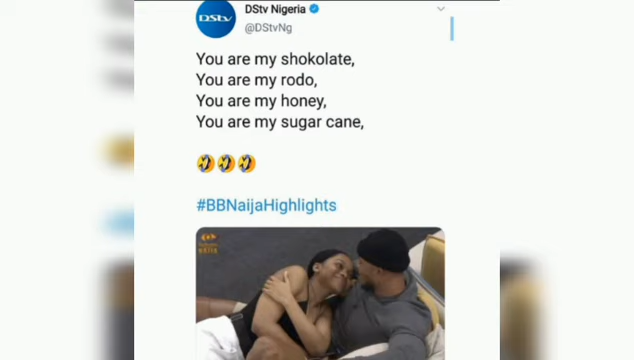 DStv
DStv Nigeria
@DStvNg
You are my shokolate,
You are my rodo,
You are my honey,
You are my sugar cane,
#BBNaijaHighlights